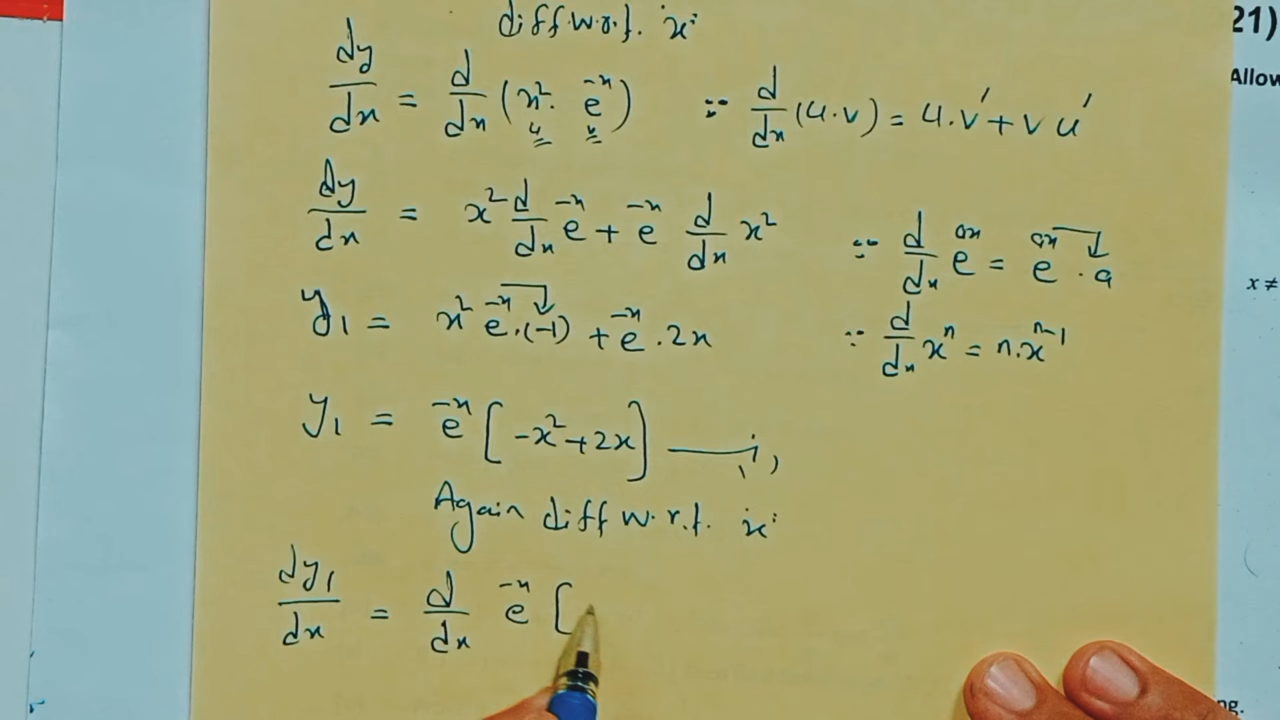 diff w.r.t. 'x'
dy/dx = d/dx (x². e⁻ˣ) ∵ d/dx (u.v) = u.v' + v u'
u v
dy/dx = x² d/dx e⁻ˣ + e⁻ˣ d/dx x² ∵ d/dx eᵃˣ = eᵃˣ . a
y₁ = x² e⁻ˣ.(-1) + e⁻ˣ . 2x ∵ d/dx xⁿ = n.xⁿ⁻¹
y₁ = e⁻ˣ [-x²+2x] — i,
Again diff w.r.t. 'x'
dy₁/dx = d/dx e⁻ˣ [
21)
Allow
x ≠
ng.